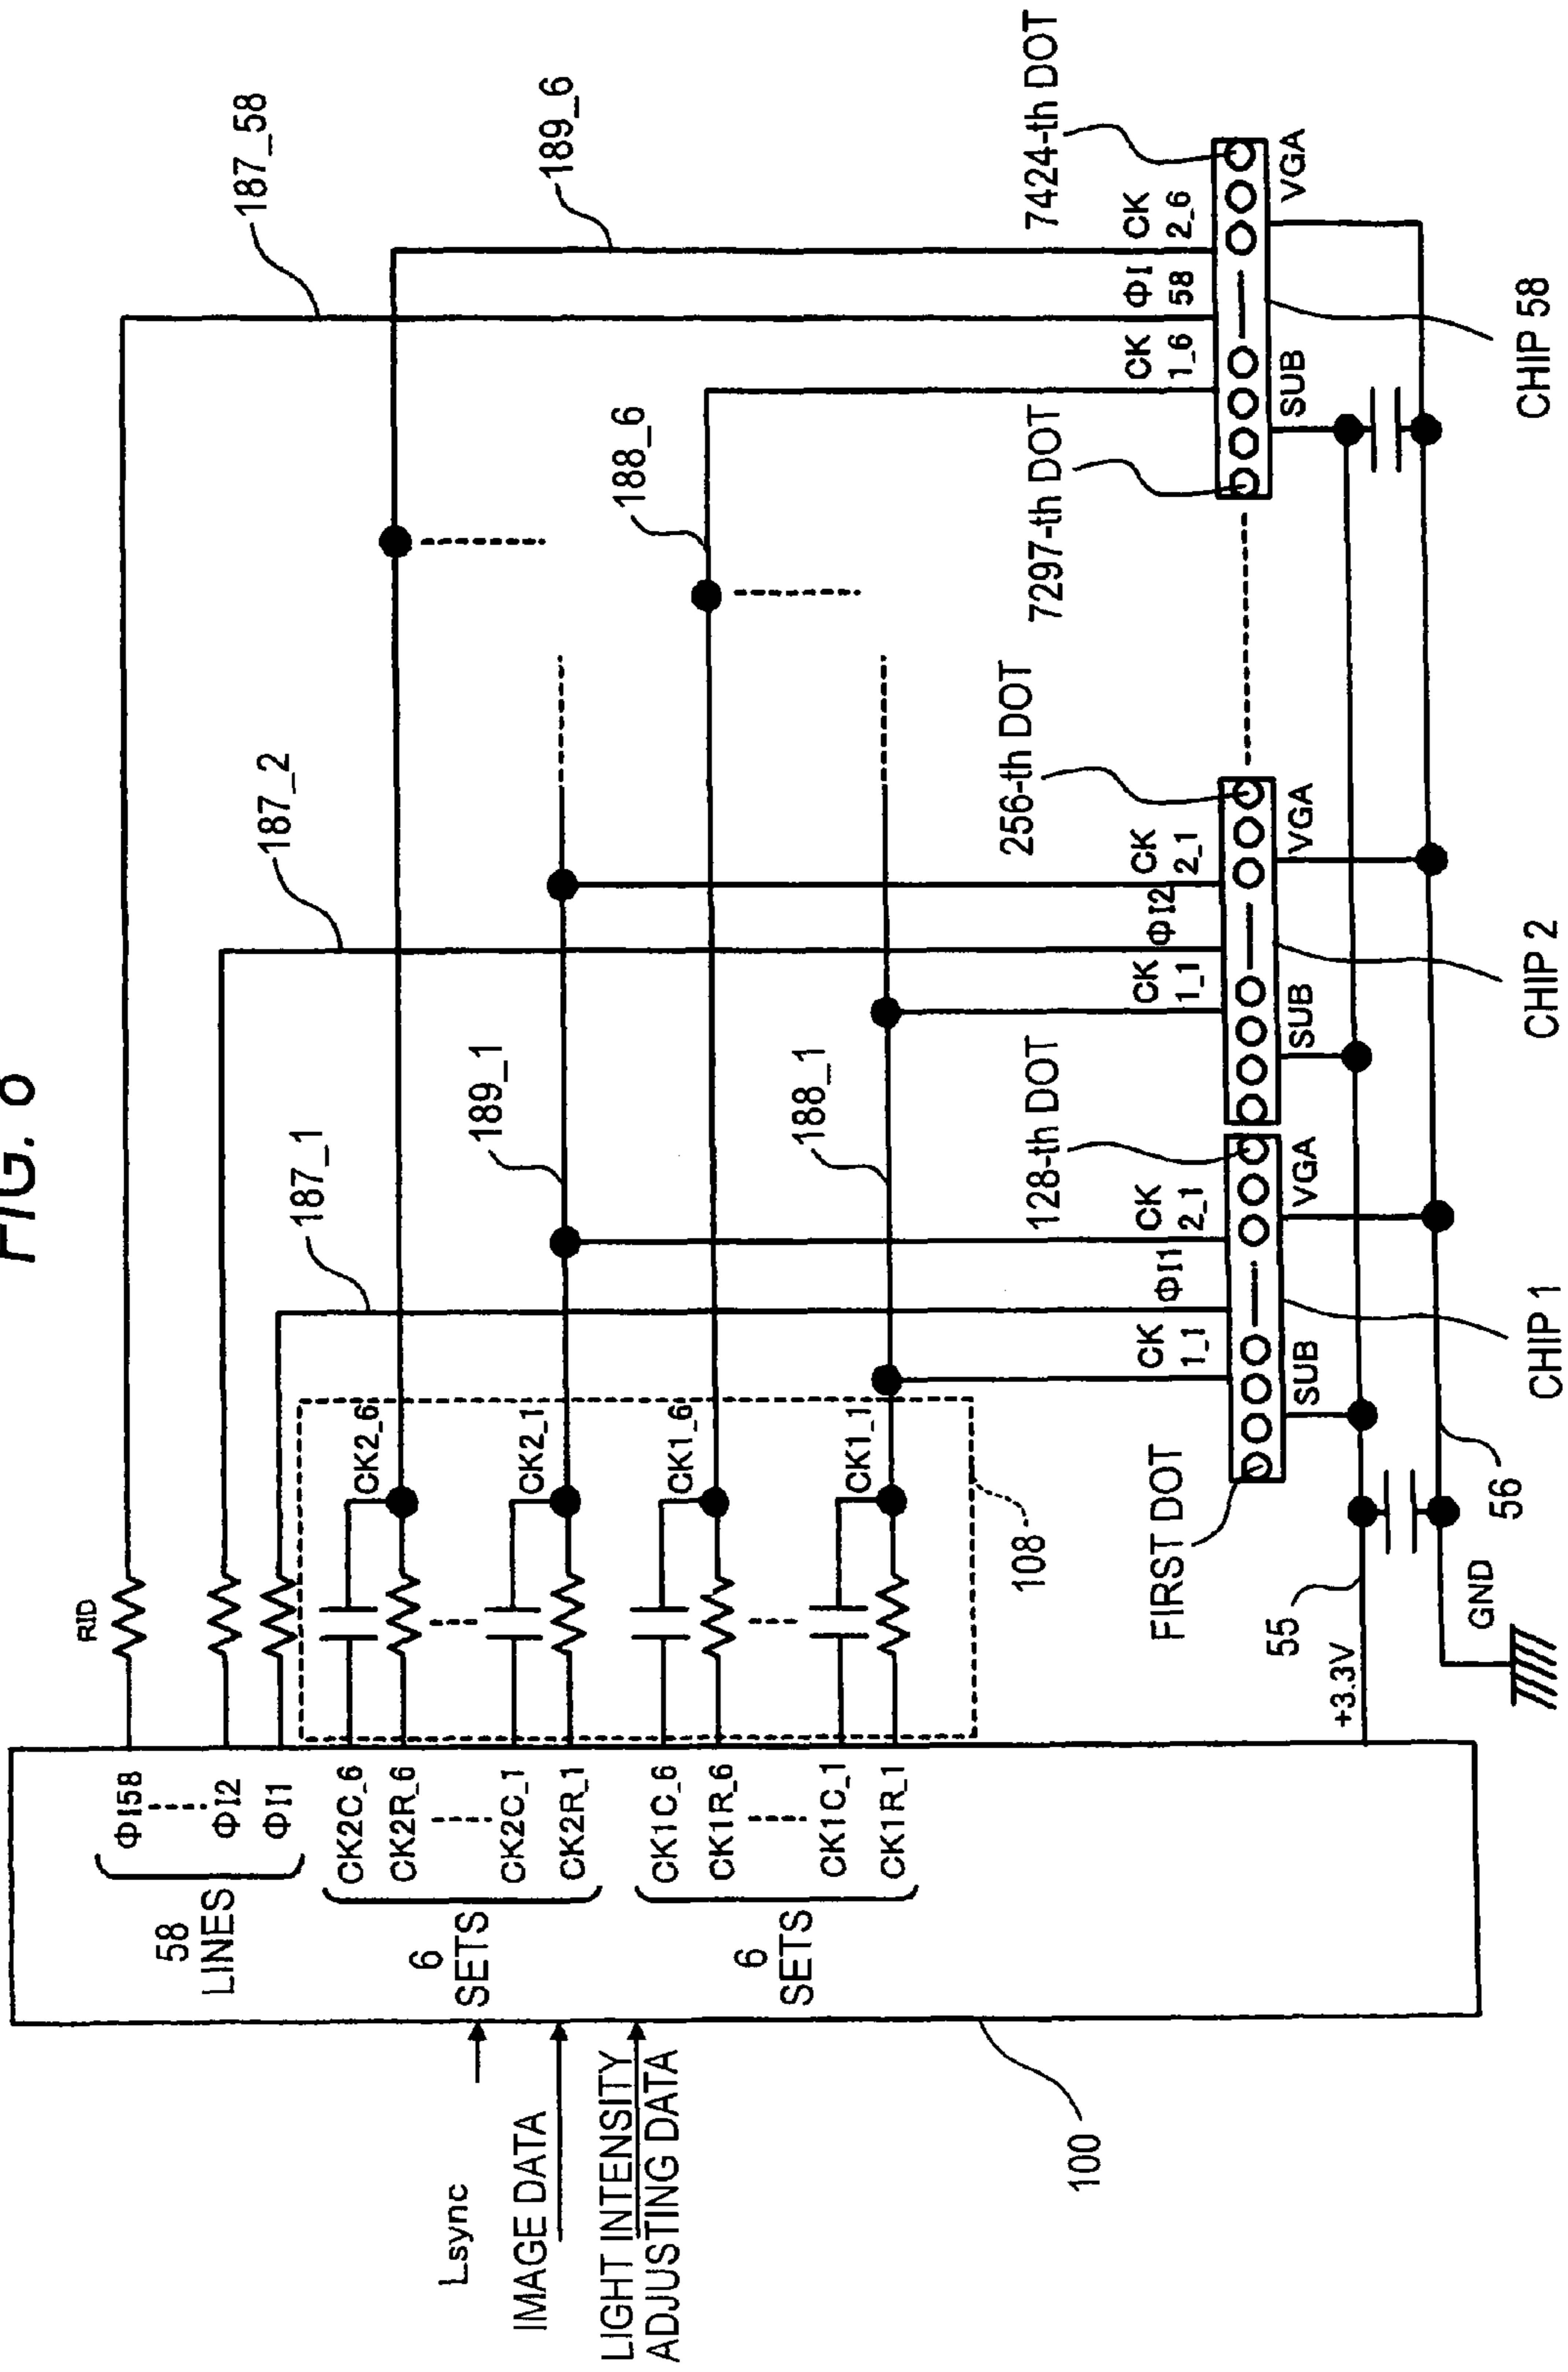 FIG.
Lsync
IMAGE DATA
LIGHT INTENSITY
ADJUSTING DATA
100
58
LINES
6
SETS
6
SETS
ΦI58
ΦI2
ΦI1
CK2C_6
CK2R_6
CK2C_1
CK2R_1
CK1C_6
CK1R_6
CK1C_1
CK1R_1
RID
CK2_6
CK2_1
CK1_6
CK1_1
108
187_1
187_2
187_58
189_1
189_6
188_1
188_6
FIRST DOT
128-th DOT
256-th DOT
7297-th DOT
7424-th DOT
CK
1_1
ΦI1
CK
2_1
CK
1_1
ΦI2
CK
2_1
CK
1_6
ΦI
58
CK
2_6
SUB
VGA
SUB
VGA
SUB
VGA
+3.3V
55
GND
56
CHIP 1
CHIP 2
CHIP 58